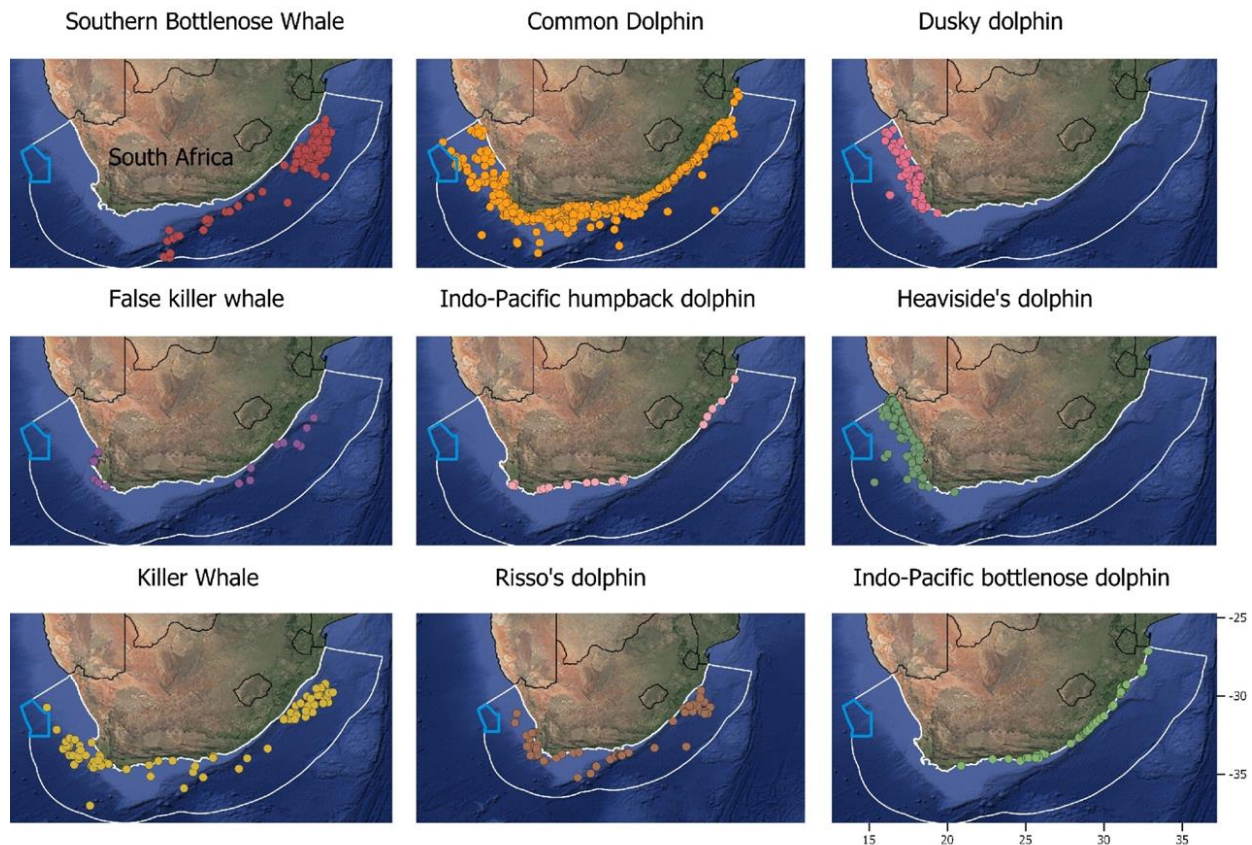 Southern Bottlenose Whale
Common Dolphin
Dusky dolphin
South Africa
False killer whale
Indo-Pacific humpback dolphin
Heaviside's dolphin
Killer Whale
Risso's dolphin
Indo-Pacific bottlenose dolphin
-25
-30
-35
15
20
25
30
35